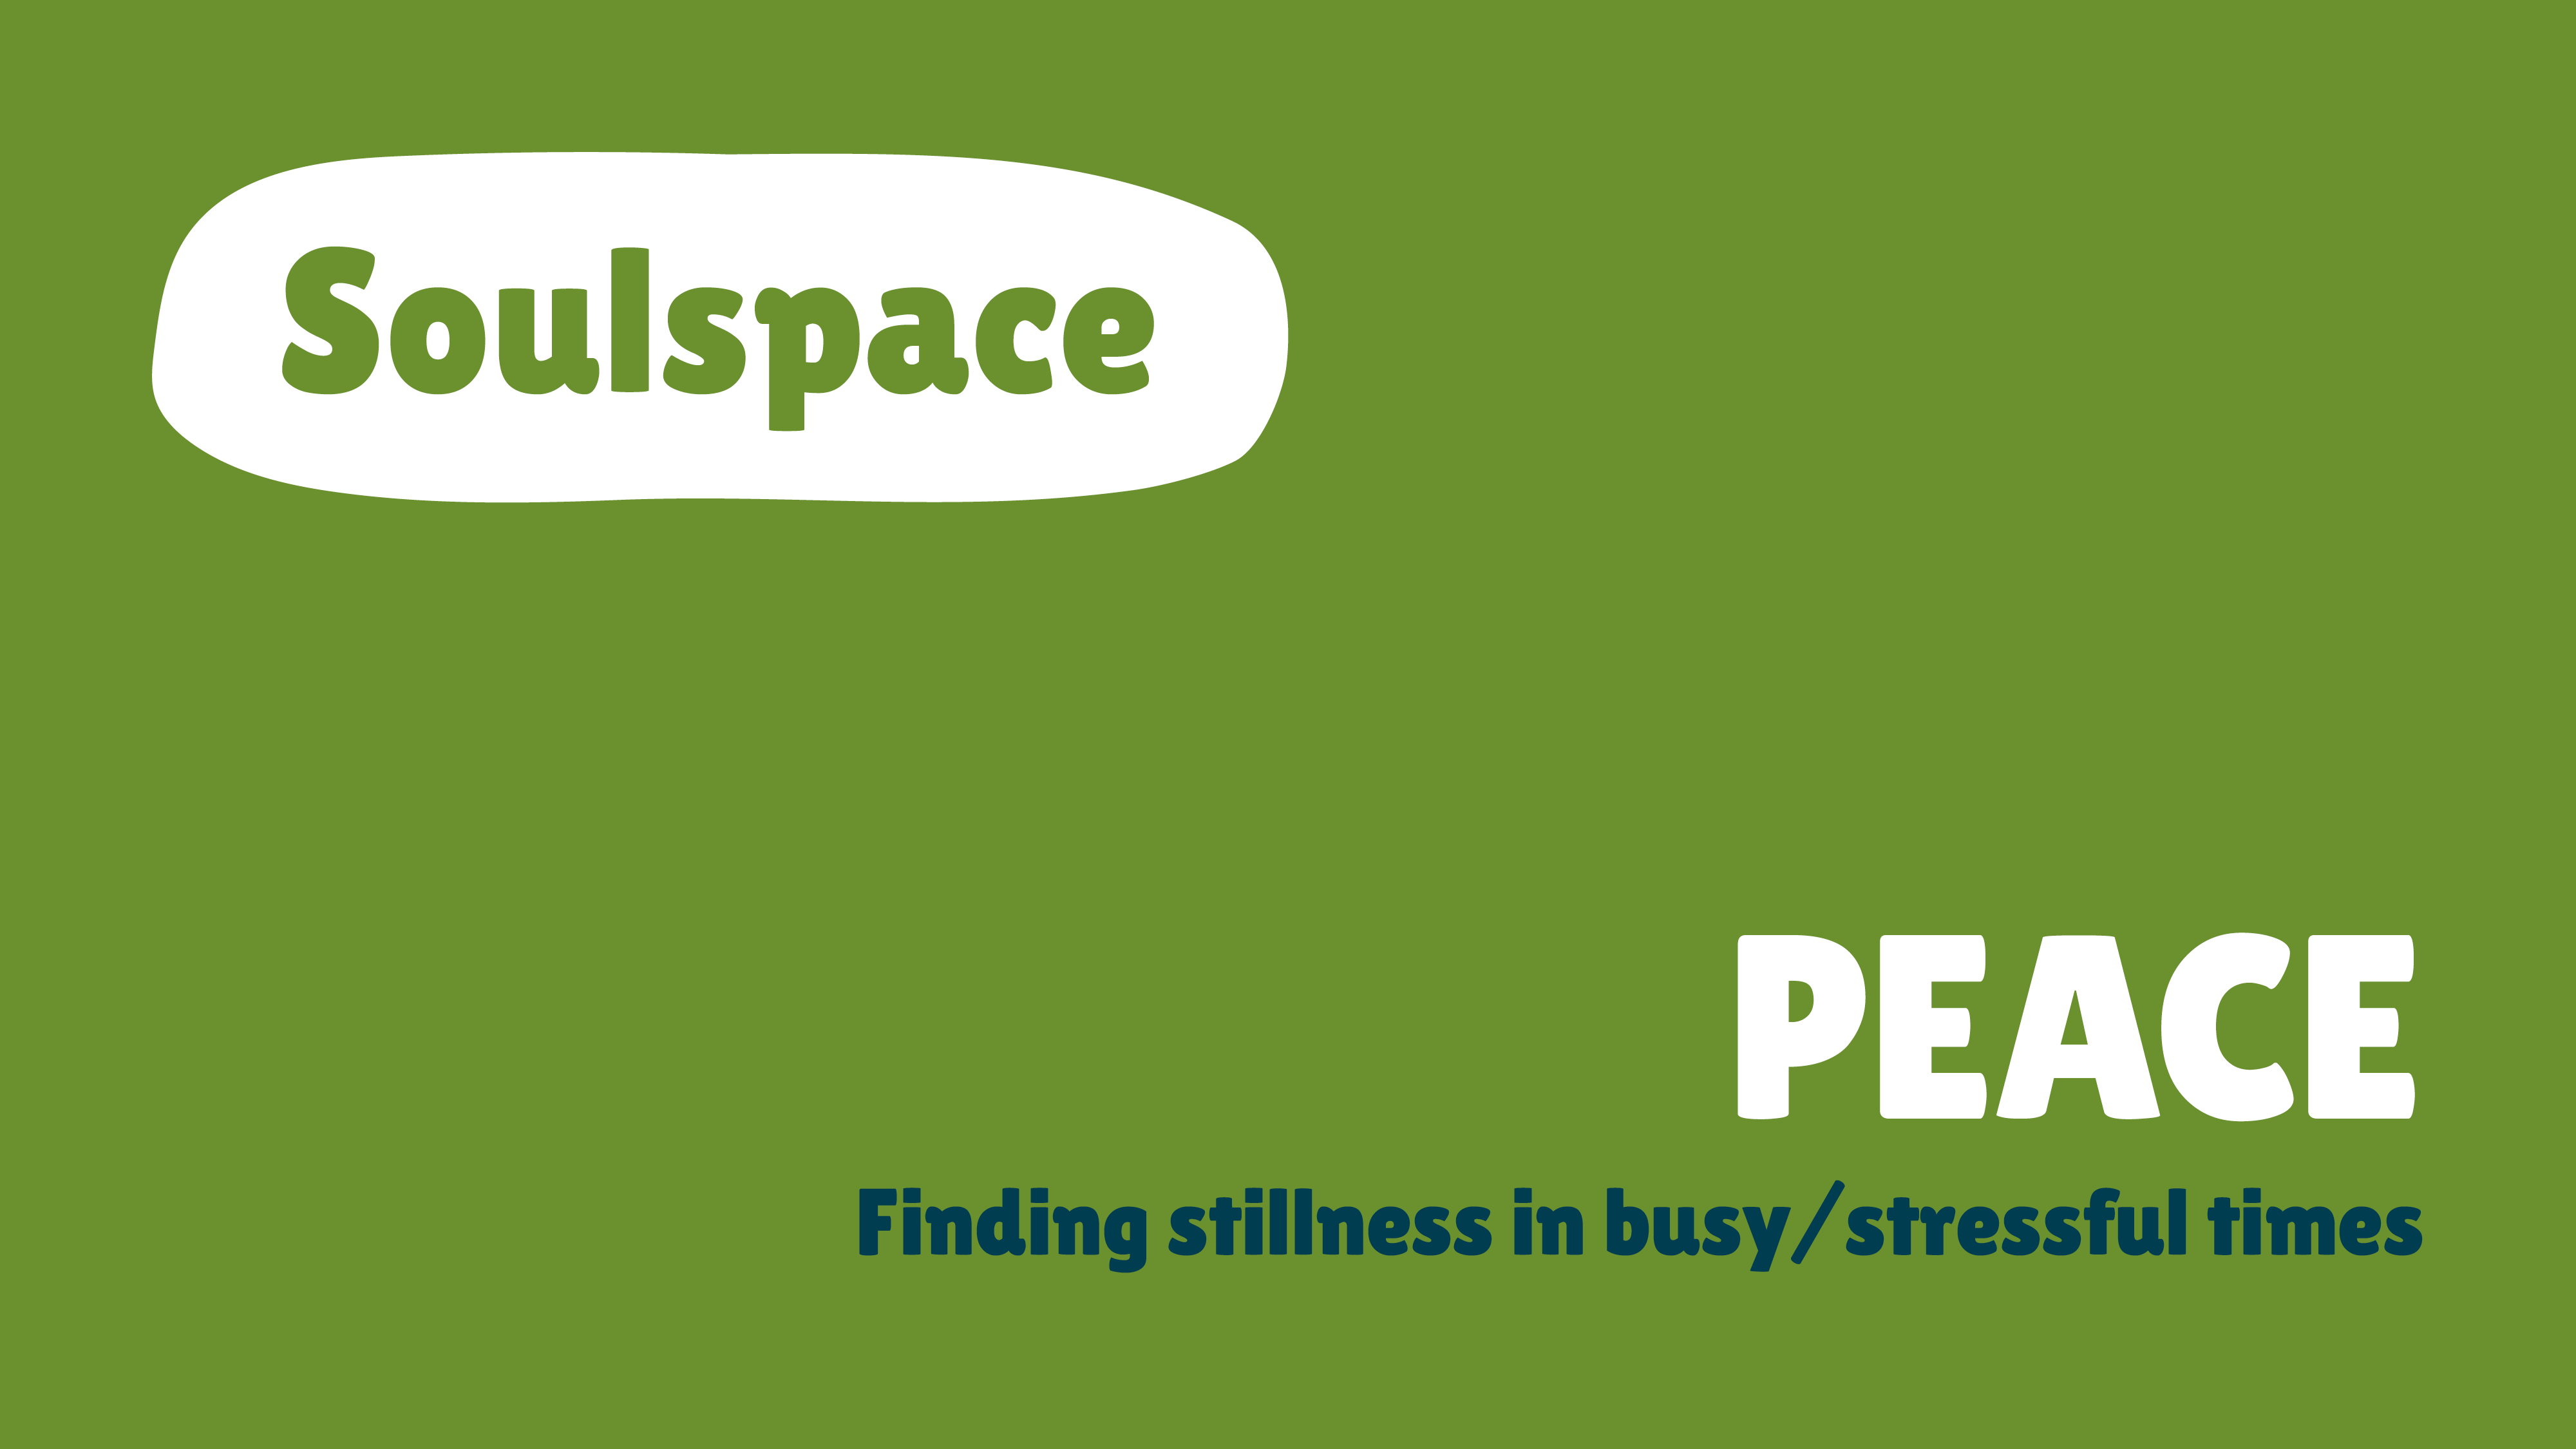 Soulspace
PEACE
Finding stillness in busy/stressful times